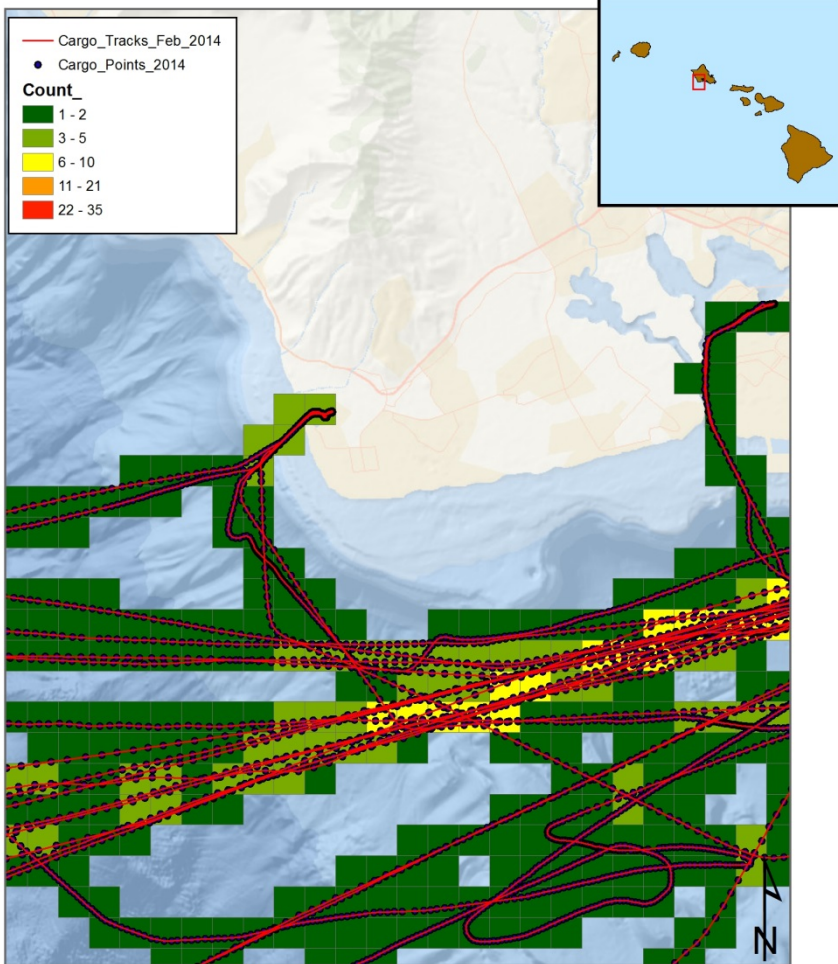 Cargo_Tracks_Feb_2014
Cargo_Points_2014
Count_
1 - 2
3 - 5
6 - 10
11 - 21
22 - 35
N